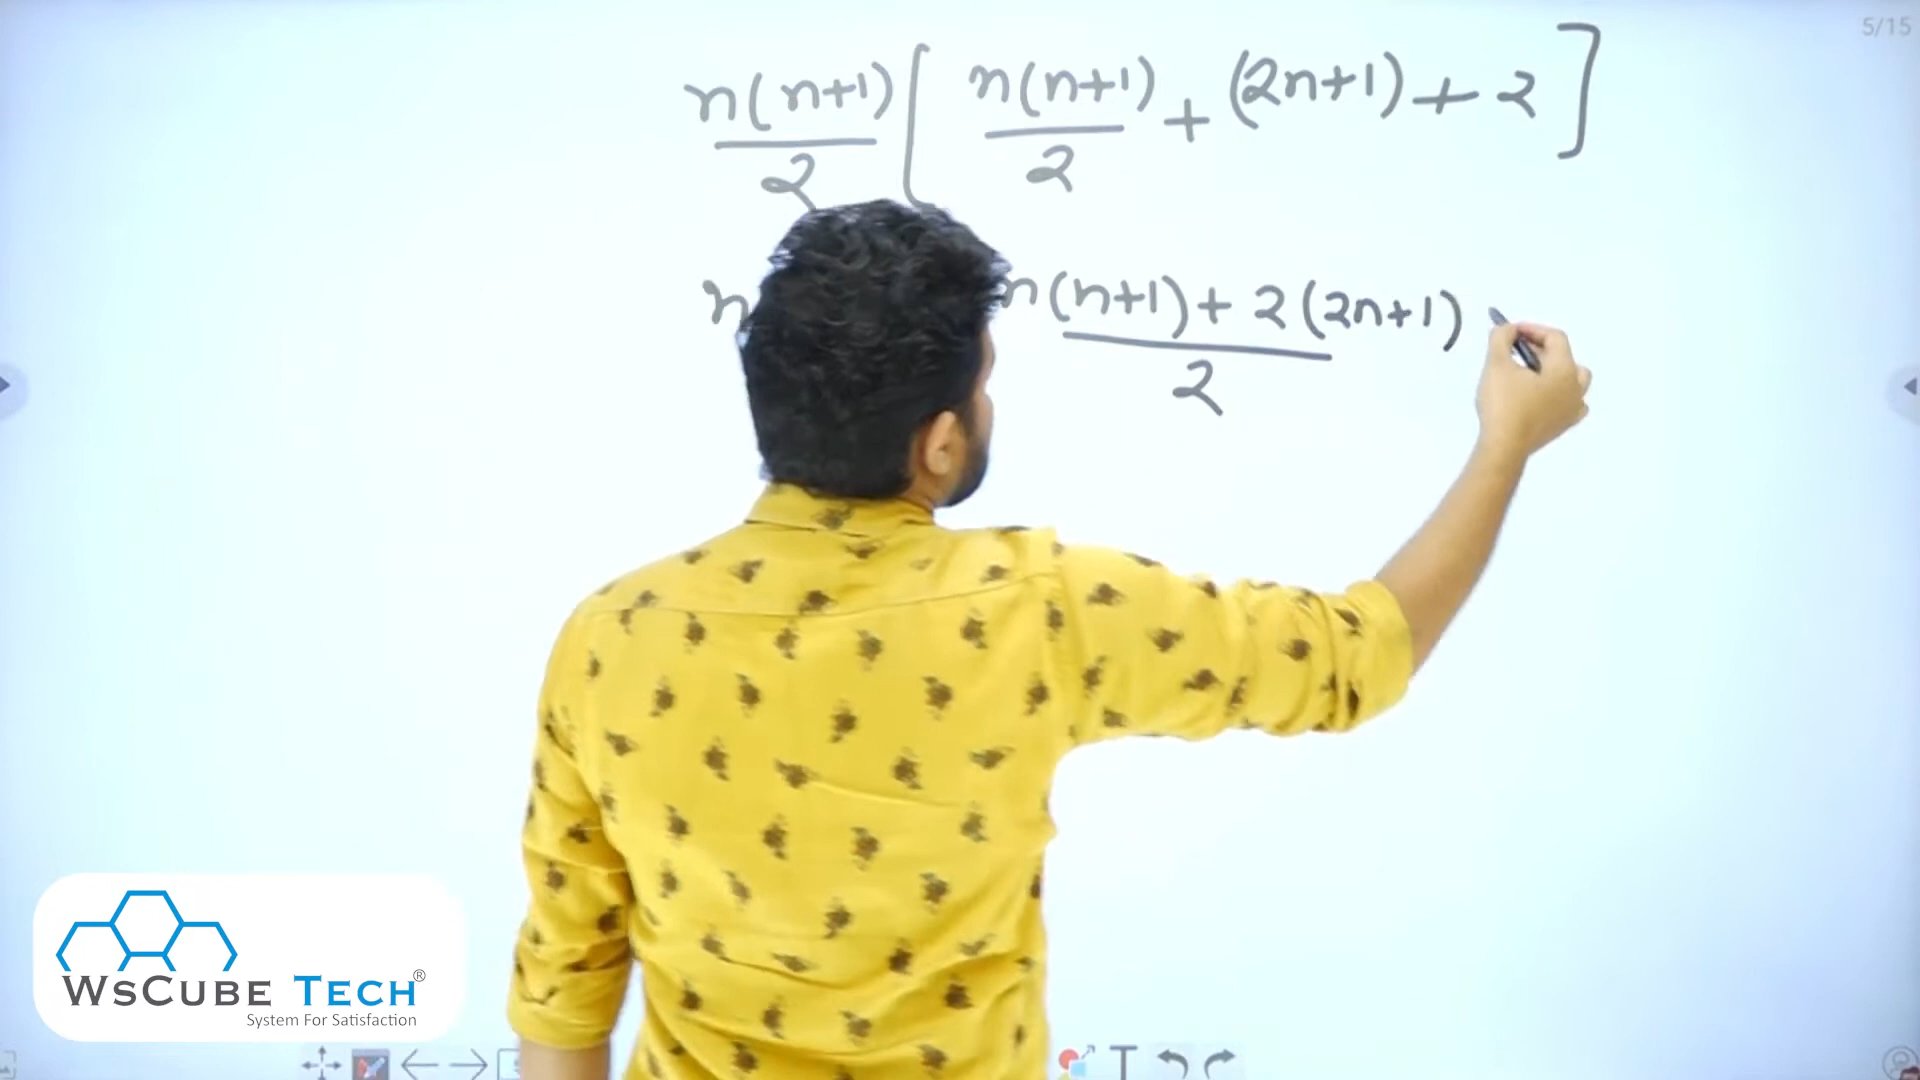 5/15
n(n+1)/2 [ n(n+1)/2 + (2n+1) + 2 ]
n n(n+1) + 2(2n+1)
2
WsCube Tech®
System For Satisfaction
T